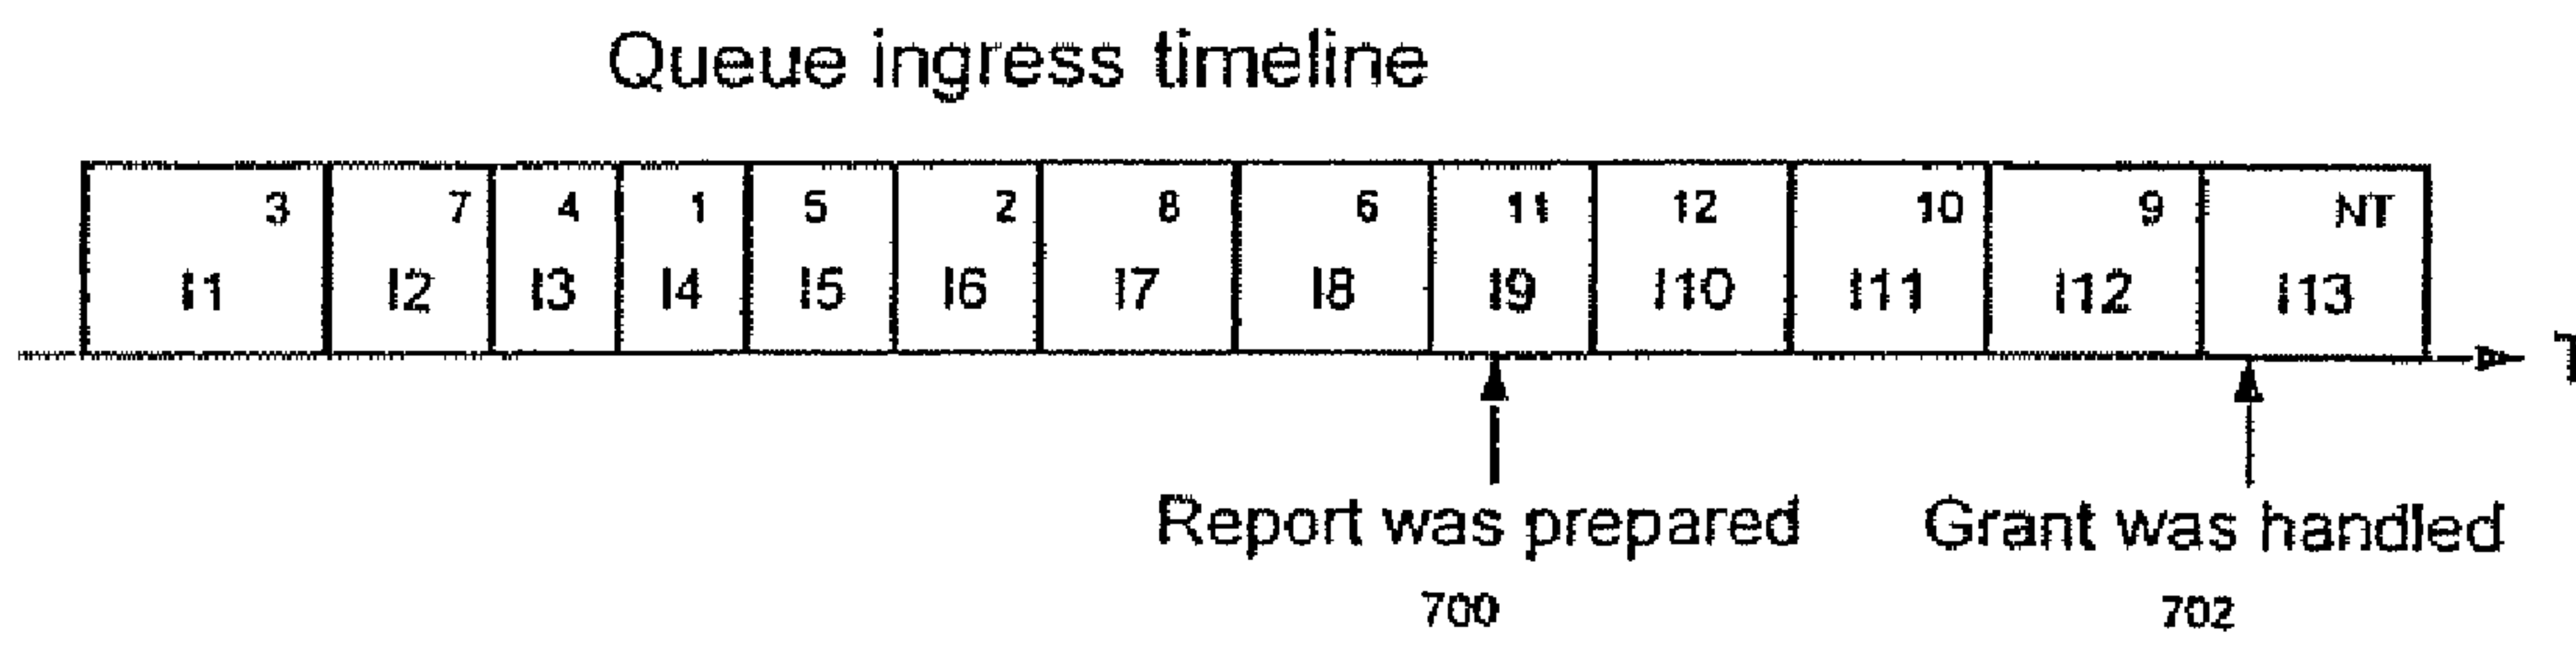 Queue ingress timeline
3 7 4 1 5 2 8 6 11 12 10 9 NT
I1 I2 I3 I4 I5 I6 I7 I8 I9 I10 I11 I12 I13
Report was prepared Grant was handled
700 702